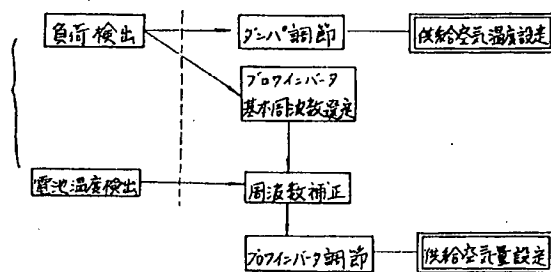 負荷検出
ダンパ調節
供給空気温度設定
ブロワインバータ
基本周波数選定
電池温度検出
周波数補正
ブロワインバータ調節
供給空気量設定